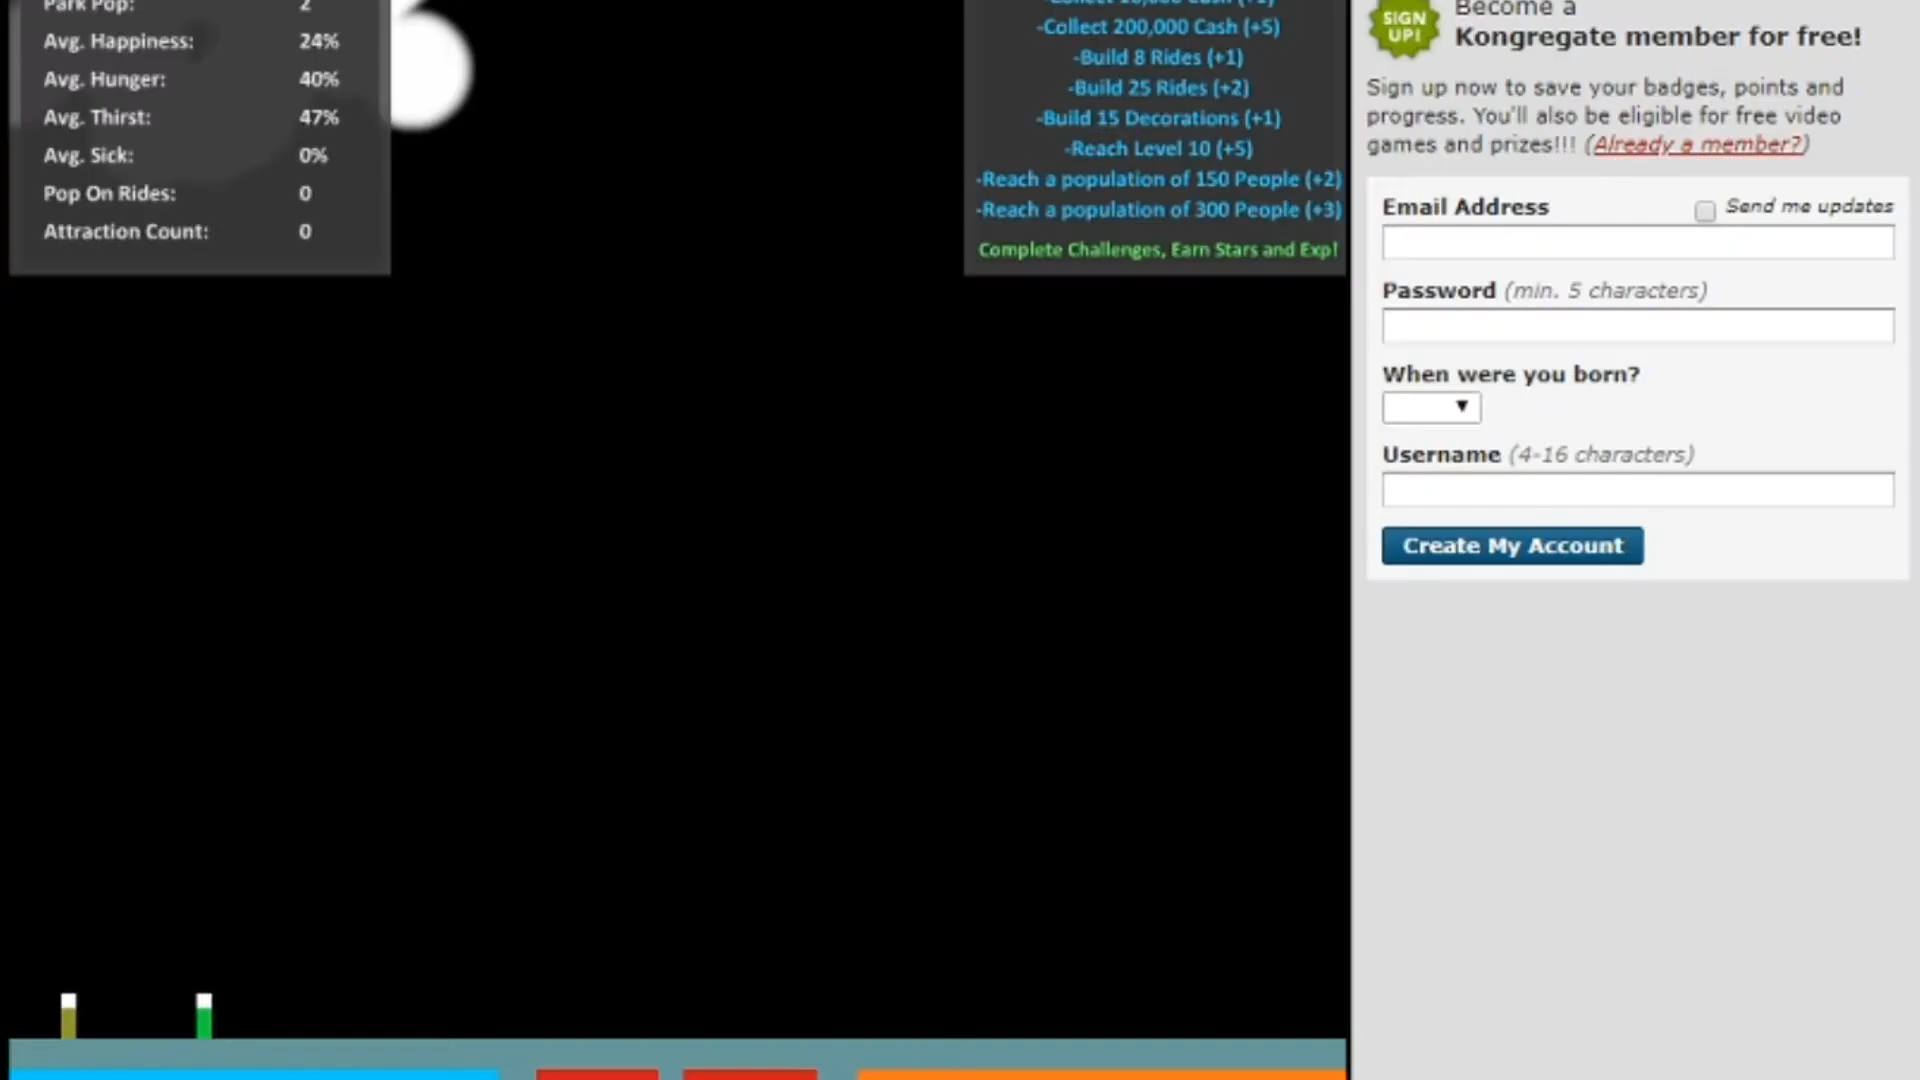 Park Pop: 2
Avg. Happiness: 24%
Avg. Hunger: 40%
Avg. Thirst: 47%
Avg. Sick: 0%
Pop On Rides: 0
Attraction Count: 0
-Collect 200,000 Cash (+5)
-Build 8 Rides (+1)
-Build 25 Rides (+2)
-Build 15 Decorations (+1)
-Reach Level 10 (+5)
-Reach a population of 150 People (+2)
-Reach a population of 300 People (+3)
Complete Challenges, Earn Stars and Exp!
SIGN
UP!
Become a
Kongregate member for free!
Sign up now to save your badges, points and
progress. You'll also be eligible for free video
games and prizes!!! (Already a member?)
Email Address Send me updates
Password (min. 5 characters)
When were you born?
Username (4-16 characters)
Create My Account